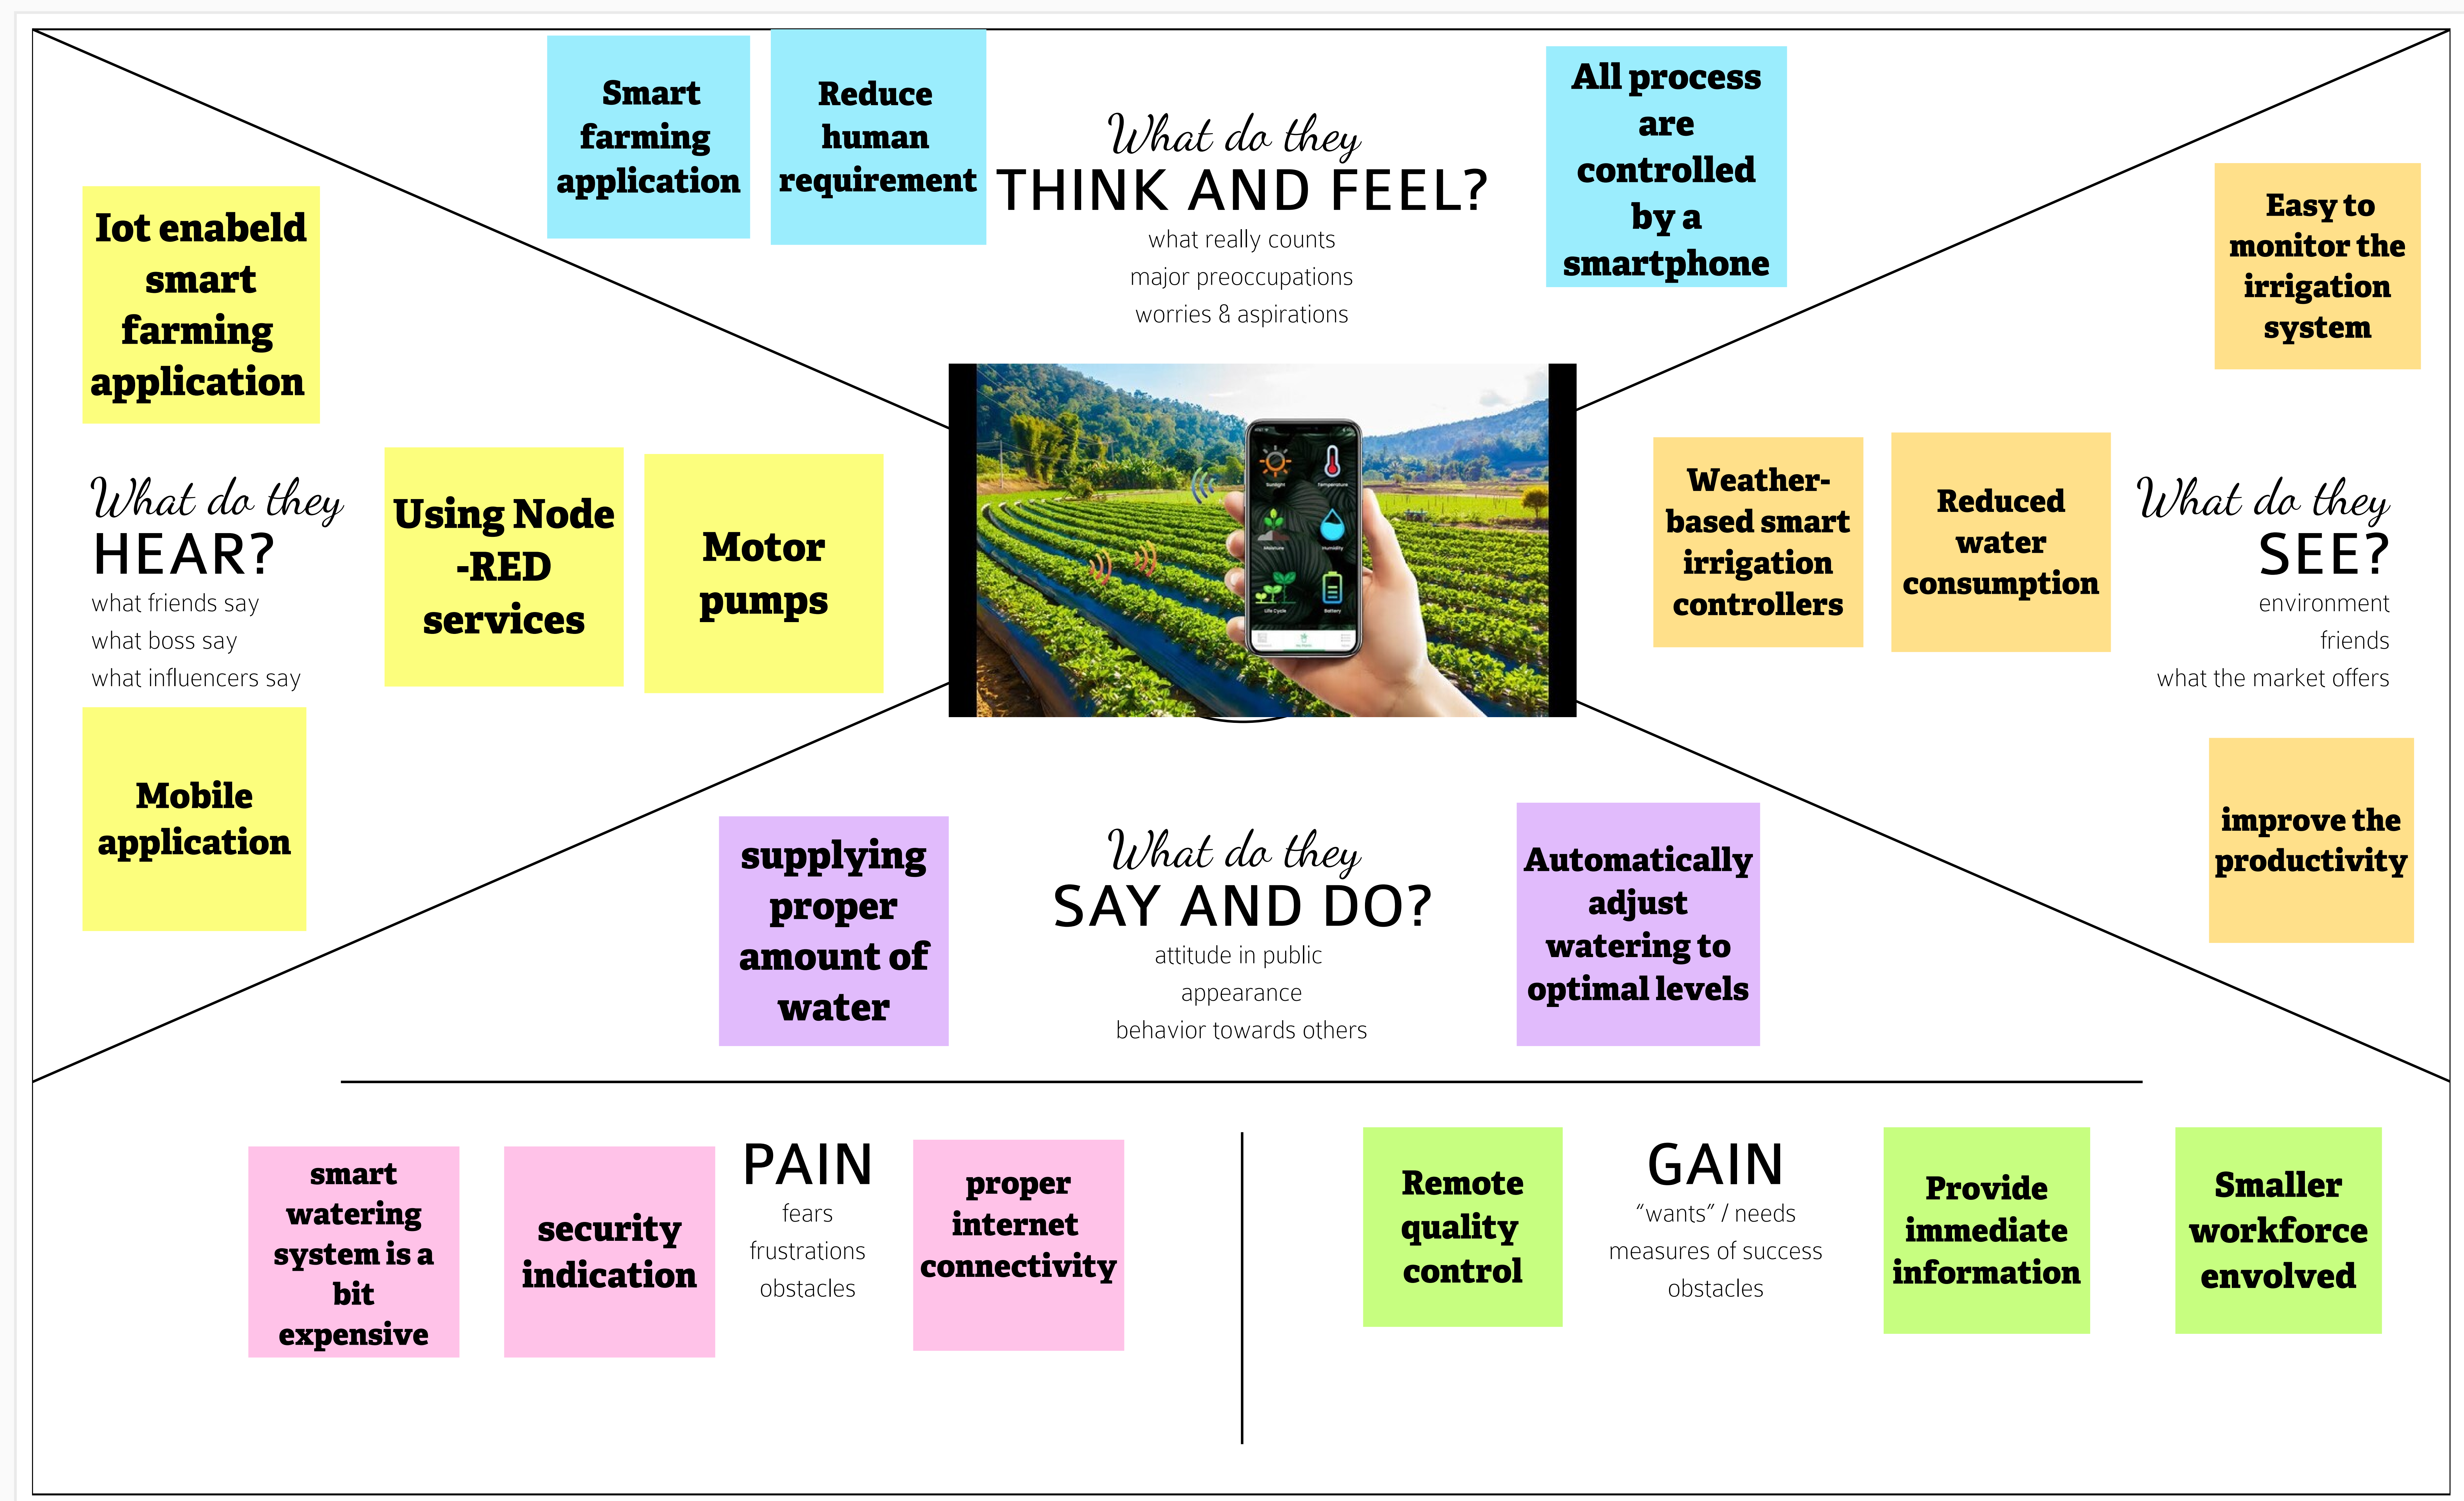 Smart
farming
application
Reduce
human
requirement
What do they
THINK AND FEEL?
what really counts
major preoccupations
worries & aspirations
All process
are
controlled
by a
smartphone
Iot enabeld
smart
farming
application
What do they
HEAR?
what friends say
what boss say
what influencers say
Using Node
-RED
services
Motor
pumps
Mobile
application
Sunlight
Temperature
Moisture
Humidity
Life Cycle
Battery
Easy to
monitor the
irrigation
system
Weather-
based smart
irrigation
controllers
Reduced
water
consumption
What do they
SEE?
environment
friends
what the market offers
improve the
productivity
supplying
proper
amount of
water
What do they
SAY AND DO?
attitude in public
appearance
behavior towards others
Automatically
adjust
watering to
optimal levels
smart
watering
system is a
bit
expensive
security
indication
PAIN
fears
frustrations
obstacles
proper
internet
connectivity
Remote
quality
control
GAIN
“wants” / needs
measures of success
obstacles
Provide
immediate
information
Smaller
workforce
envolved